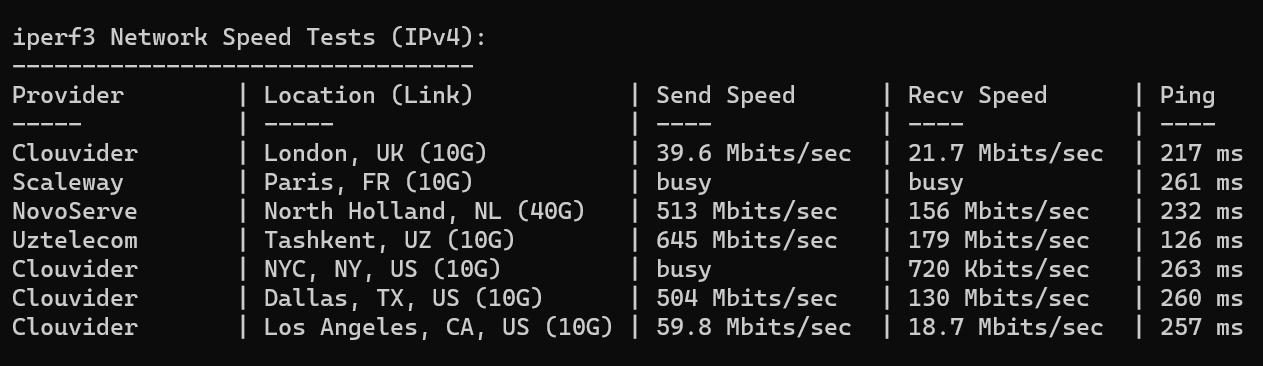 iperf3 Network Speed Tests (IPv4):
---------------------------------
Provider        | Location (Link)           | Send Speed      | Recv Speed      | Ping
-----           | -----                     | ----            | ----            | ----
Clouvider       | London, UK (10G)          | 39.6 Mbits/sec  | 21.7 Mbits/sec  | 217 ms
Scaleway        | Paris, FR (10G)           | busy            | busy            | 261 ms
NovoServe       | North Holland, NL (40G)   | 513 Mbits/sec   | 156 Mbits/sec   | 232 ms
Uztelecom       | Tashkent, UZ (10G)        | 645 Mbits/sec   | 179 Mbits/sec   | 126 ms
Clouvider       | NYC, NY, US (10G)         | busy            | 720 Kbits/sec   | 263 ms
Clouvider       | Dallas, TX, US (10G)      | 504 Mbits/sec   | 130 Mbits/sec   | 260 ms
Clouvider       | Los Angeles, CA, US (10G) | 59.8 Mbits/sec  | 18.7 Mbits/sec  | 257 ms